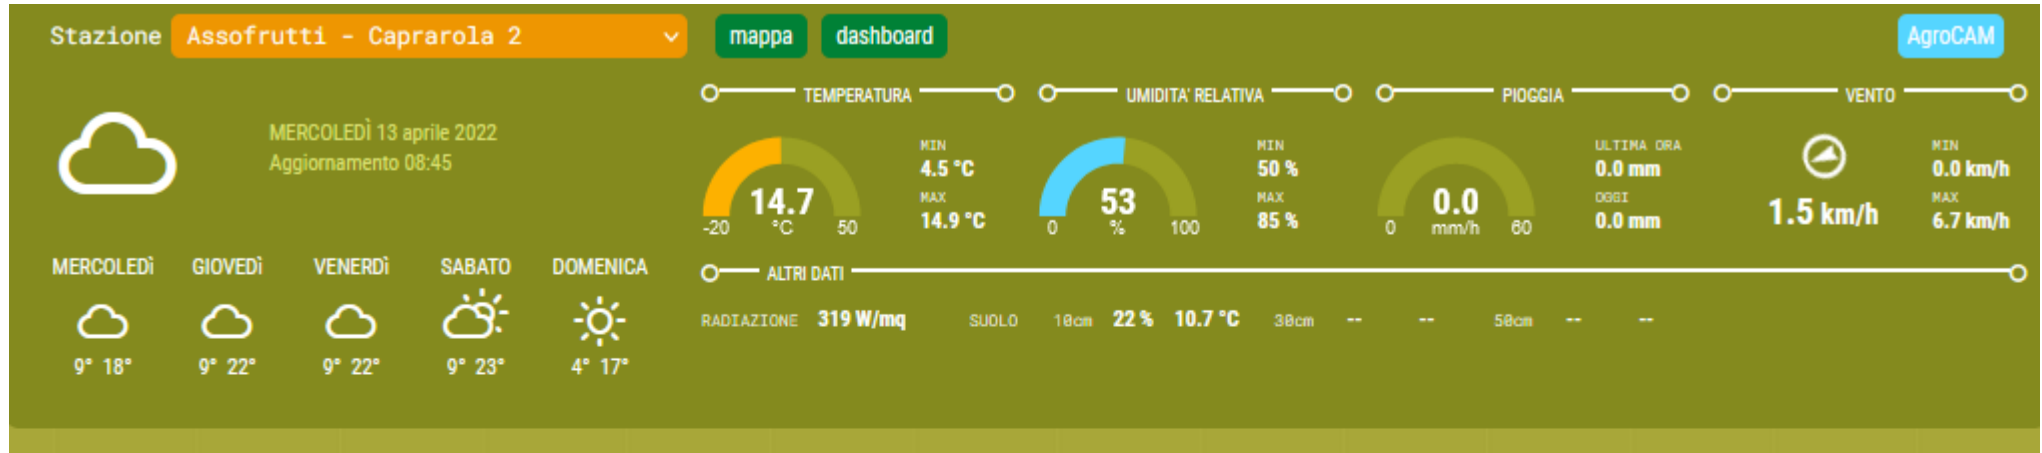 Stazione Assofrutti - Caprarola 2 mappa dashboard AgroCAM
MERCOLEDÌ 13 aprile 2022
Aggiornamento 08:45
MERCOLEDì GIOVEDì VENERDì SABATO DOMENICA
9° 18° 9° 22° 9° 22° 9° 23° 4° 17°
TEMPERATURA
14.7
°C
-20 50
MIN
4.5 °C
MAX
14.9 °C
UMIDITA' RELATIVA
53
%
0 100
MIN
50 %
MAX
85 %
PIOGGIA
0.0
mm/h
0 60
ULTIMA ORA
0.0 mm
OGGI
0.0 mm
VENTO
1.5 km/h
MIN
0.0 km/h
MAX
6.7 km/h
ALTRI DATI
RADIAZIONE 319 W/mq SUOLO 10cm 22 % 10.7 °C 30cm -- -- 50cm -- --